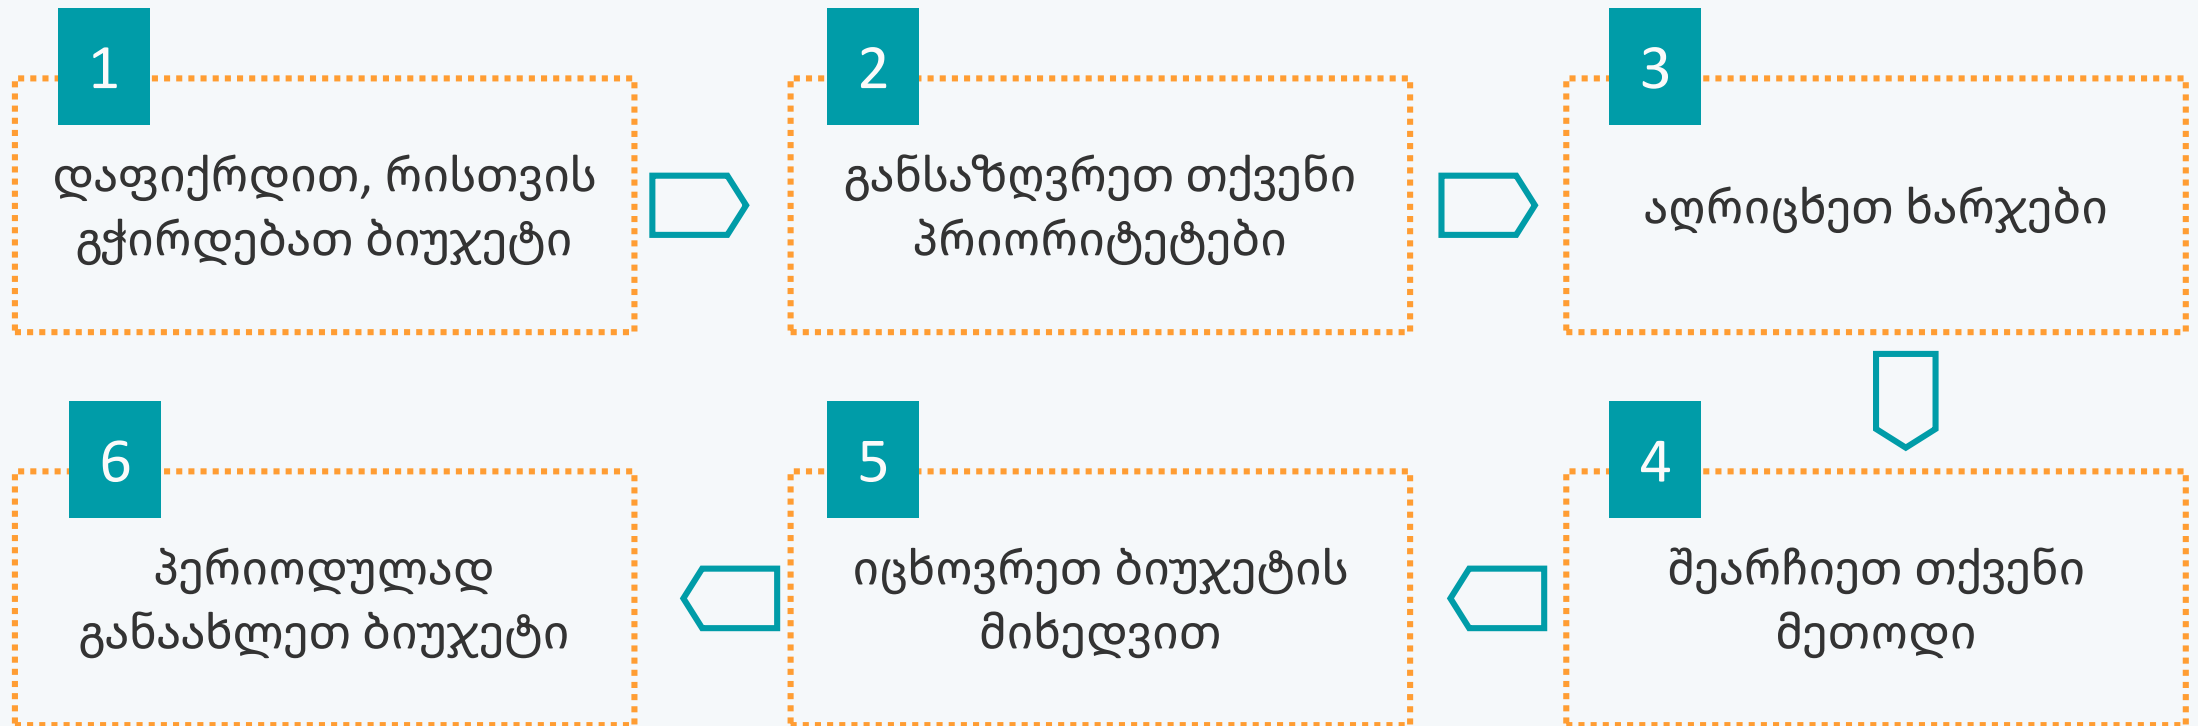 1
დაფიქრდით, რისთვის
გჭირდებათ ბიუჯეტი
2
განსაზღვრეთ თქვენი
პრიორიტეტები
3
აღრიცხეთ ხარჯები
4
შეარჩიეთ თქვენი
მეთოდი
5
იცხოვრეთ ბიუჯეტის
მიხედვით
6
პერიოდულად
განაახლეთ ბიუჯეტი